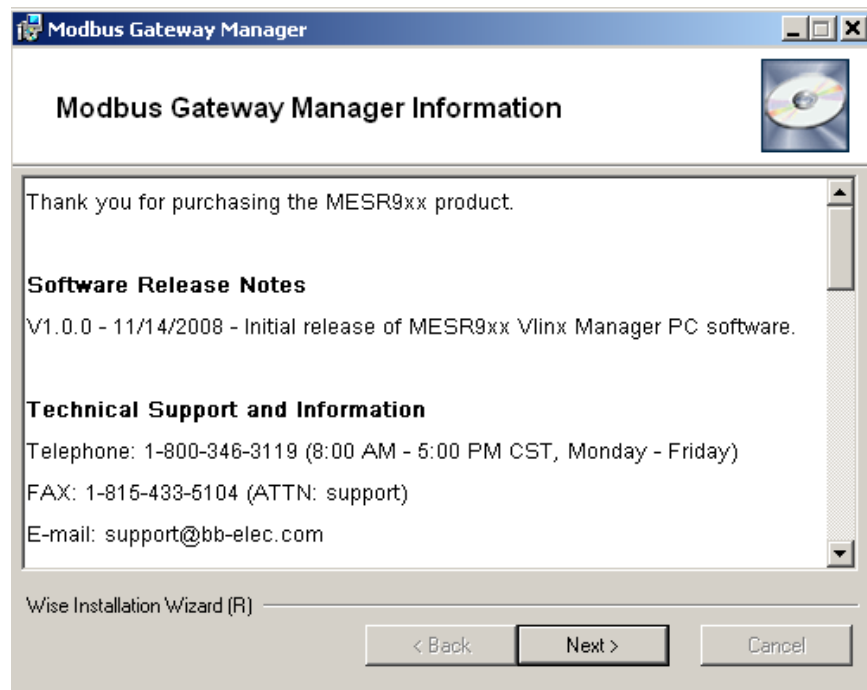 Modbus Gateway Manager
Modbus Gateway Manager Information
Thank you for purchasing the MESR9xx product.
Software Release Notes
V1.0.0 - 11/14/2008 - Initial release of MESR9xx Vlinx Manager PC software.
Technical Support and Information
Telephone: 1-800-346-3119 (8:00 AM - 5:00 PM CST, Monday - Friday)
FAX: 1-815-433-5104 (ATTN: support)
E-mail: support@bb-elec.com
Wise Installation Wizard (R)
< Back Next > Cancel